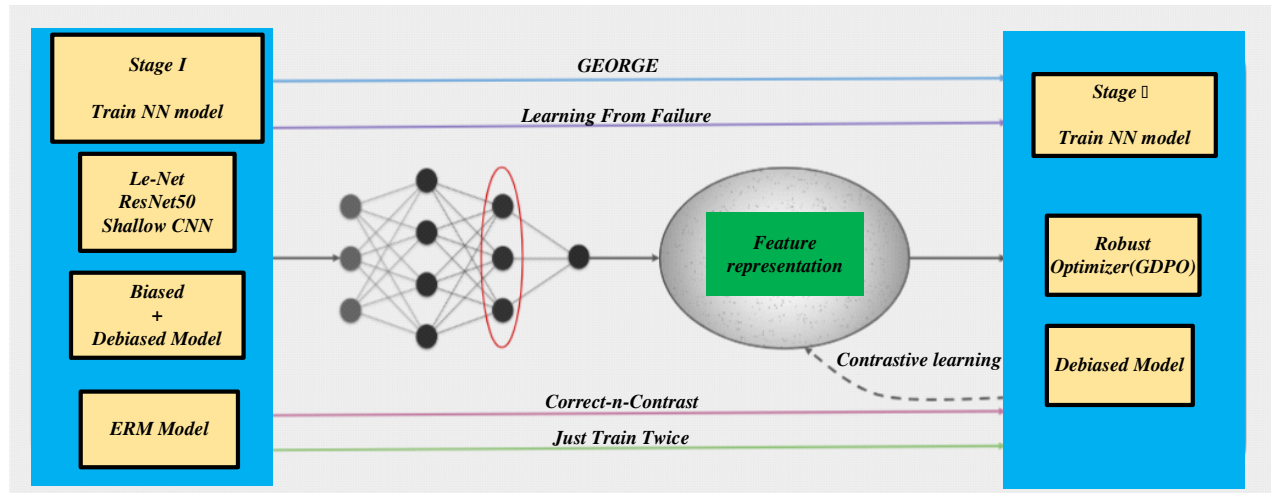 Stage I
Train NN model
Le-Net
ResNet50
Shallow CNN
Biased
+
Debiased Model
ERM Model
GEORGE
Learning From Failure
Feature
representation
Contrastive learning
Correct-n-Contrast
Just Train Twice
Stage
Train NN model
Robust
Optimizer(GDPO)
Debiased Model